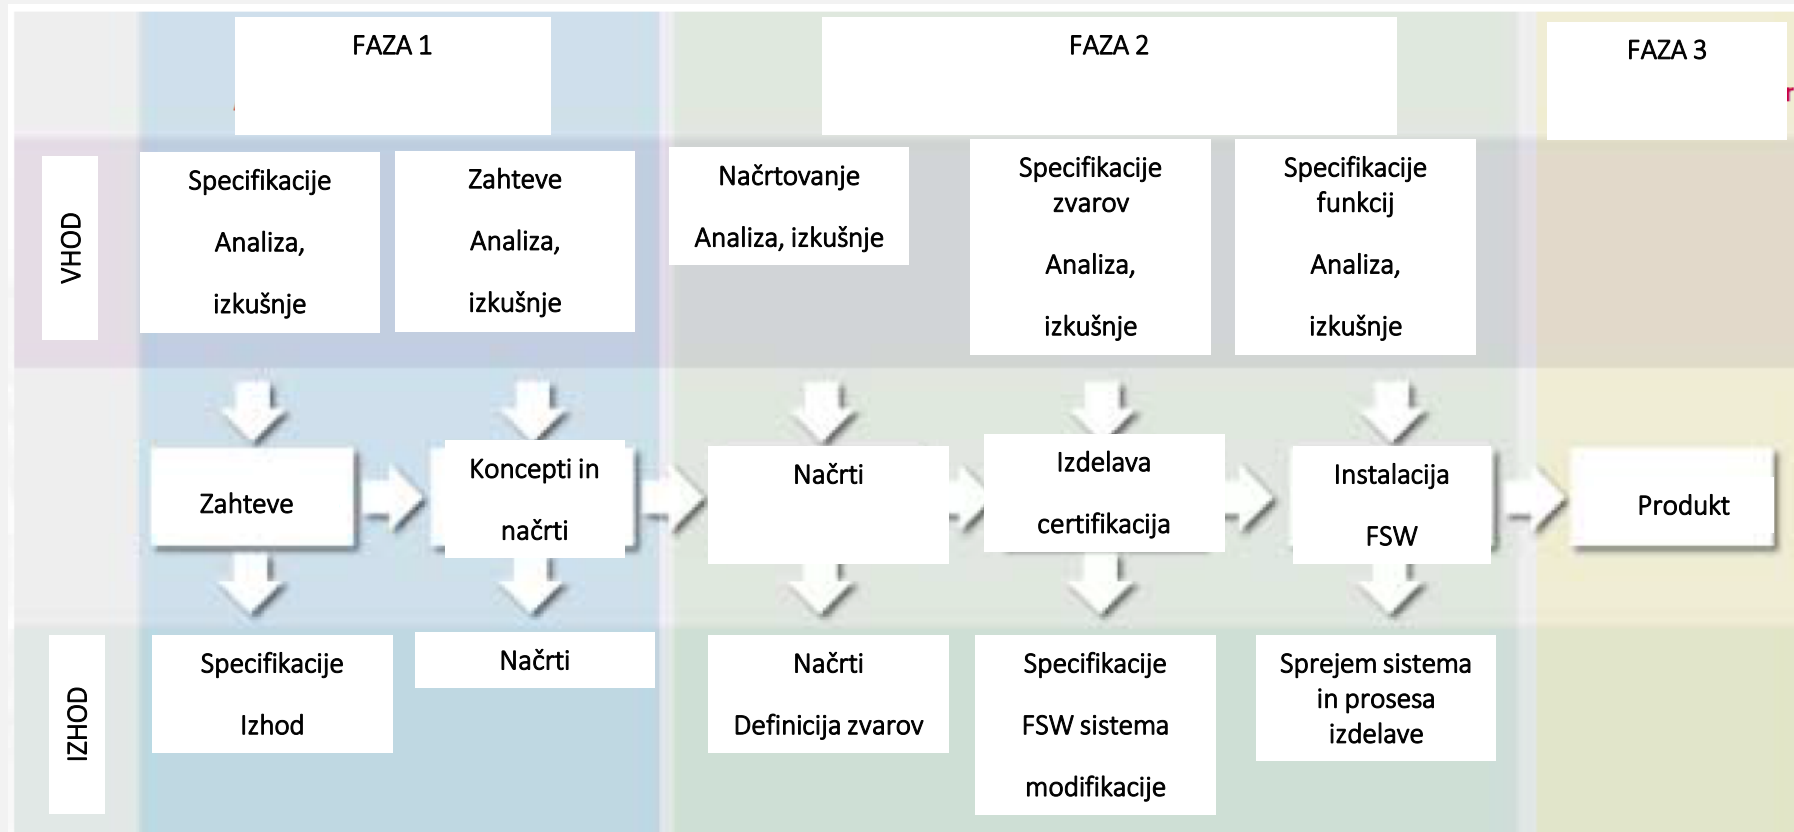 FAZA 1
FAZA 2
FAZA 3
VHOD
Specifikacije
Analiza,
izkušnje
Zahteve
Analiza,
izkušnje
Načrtovanje
Analiza, izkušnje
Specifikacije
zvarov
Analiza,
izkušnje
Specifikacije
funkcij
Analiza,
izkušnje
Zahteve
Koncepti in
načrti
Načrti
Izdelava
certifikacija
Instalacija
FSW
Produkt
IZHOD
Specifikacije
Izhod
Načrti
Načrti
Definicija zvarov
Specifikacije
FSW sistema
modifikacije
Sprejem sistema
in prosesa
izdelave